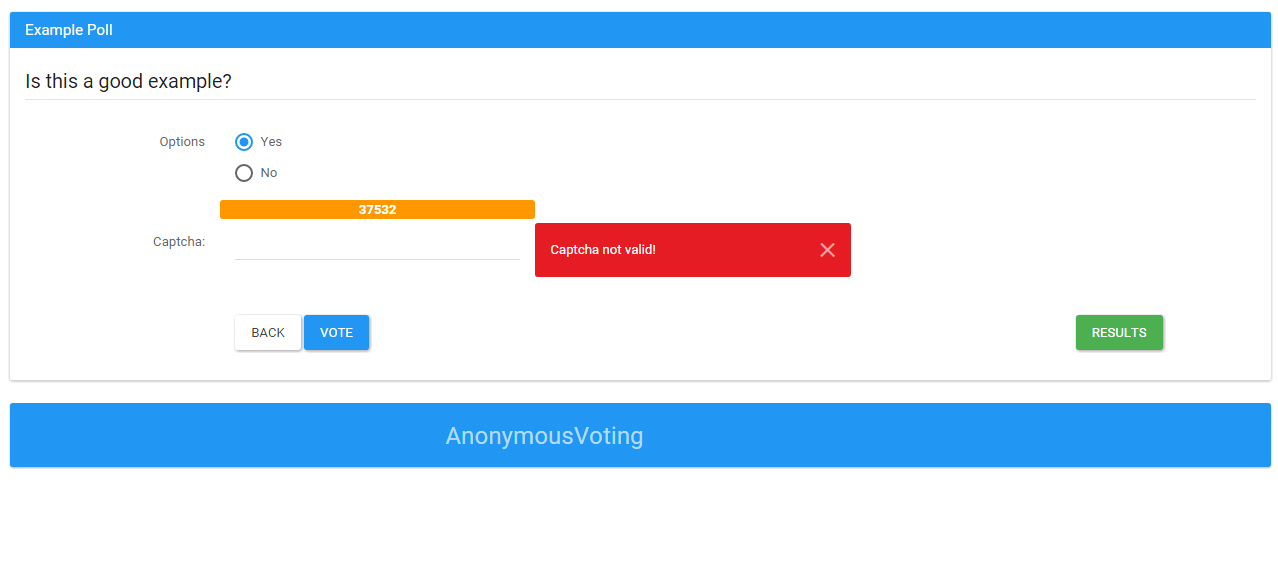 Example Poll
Is this a good example?
Options
Yes
No
37532
Captcha:
Captcha not valid!
BACK
VOTE
RESULTS
AnonymousVoting